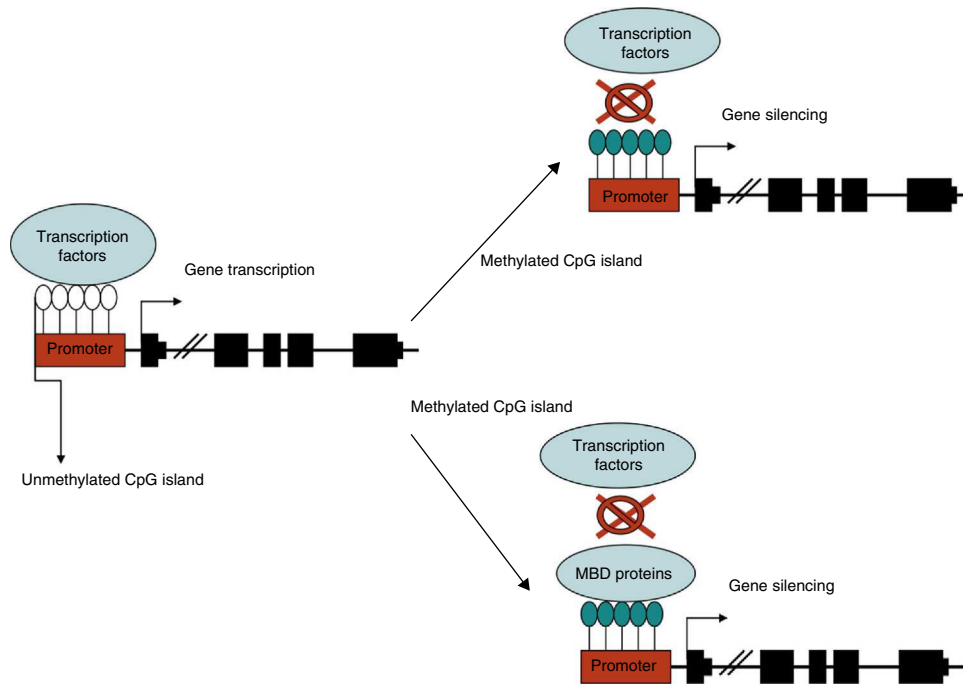 Transcription
factors
Gene transcription
Promoter
Unmethylated CpG island
Methylated CpG island
Transcription
factors
Gene silencing
Promoter
Methylated CpG island
Transcription
factors
MBD proteins
Gene silencing
Promoter